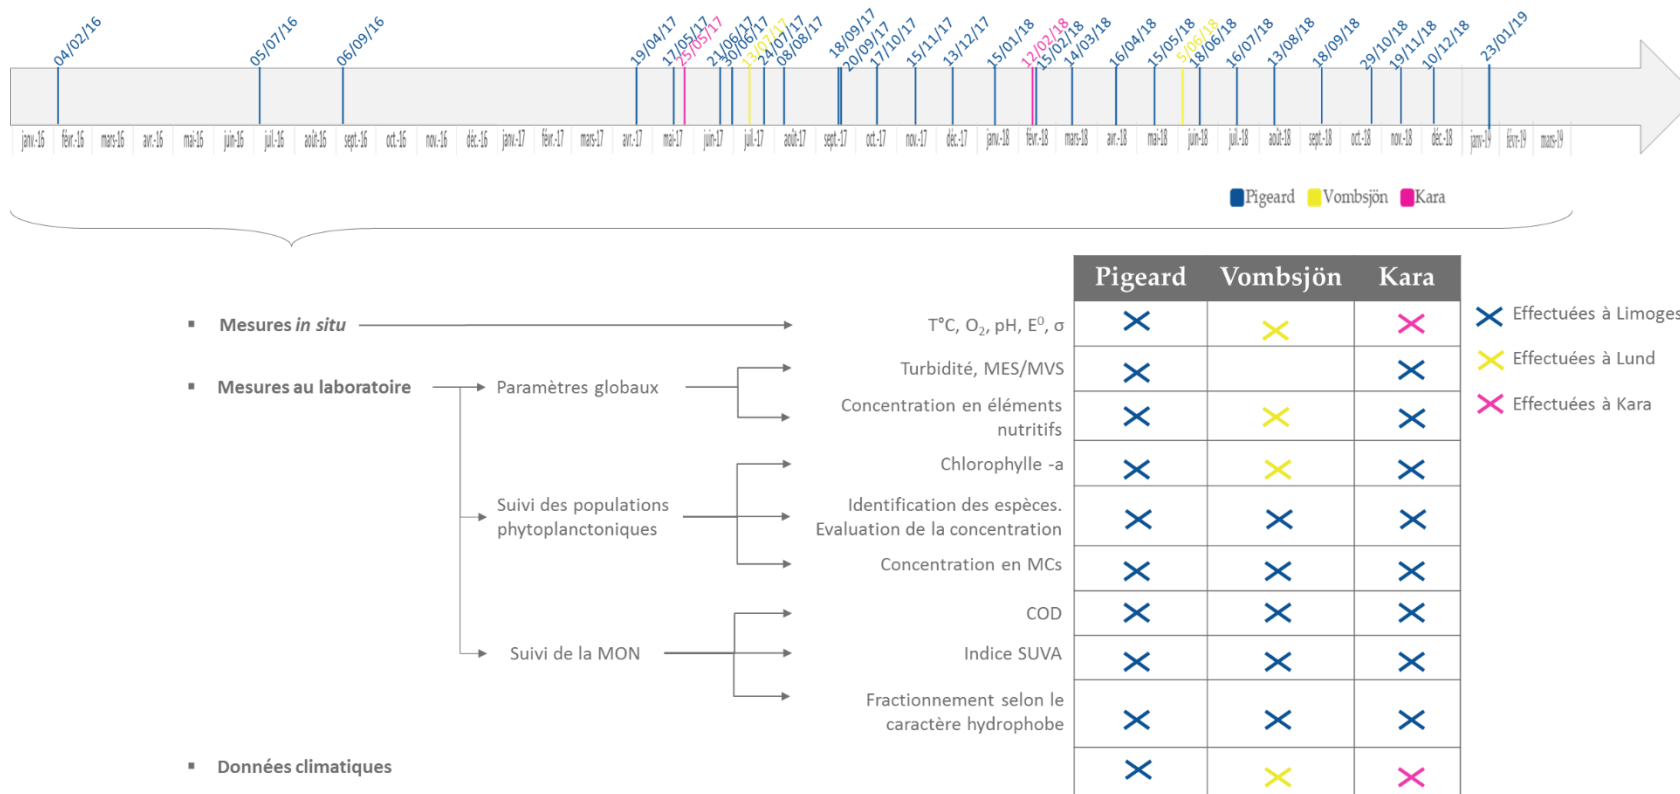 04/02/16
05/07/16
06/09/16
19/04/17
17/05/17
25/05/17
21/06/17
30/06/17
13/07/17
24/07/17
08/08/17
18/09/17
20/09/17
17/10/17
15/11/17
13/12/17
15/01/18
12/02/18
15/02/18
14/03/18
16/04/18
15/05/18
5/06/18
18/06/18
16/07/18
13/08/18
18/09/18
29/10/18
19/11/18
10/12/18
23/01/19
janv.-16 févr.-16 mars-16 avr.-16 mai-16 juin-16 juil.-16 août-16 sept.-16 oct.-16 nov.-16 déc.-16 janv.-17 févr.-17 mars-17 avr.-17 mai-17 juin-17 juil.-17 août-17 sept.-17 oct.-17 nov.-17 déc.-17 janv.-18 févr.-18 mars-18 avr.-18 mai-18 juin-18 juil.-18 août-18 sept.-18 oct.-18 nov.-18 déc.-18 janv-19 févr-19 mars-19
Pigeard Vombsjön Kara
Pigeard Vombsjön Kara
Mesures in situ
T°C, O₂, pH, E⁰, σ
Effectuées à Limoges
Effectuées à Lund
Effectuées à Kara
Mesures au laboratoire
Paramètres globaux
Turbidité, MES/MVS
Concentration en éléments
nutritifs
Suivi des populations
phytoplanctoniques
Chlorophylle -a
Identification des espèces.
Evaluation de la concentration
Concentration en MCs
Suivi de la MON
COD
Indice SUVA
Fractionnement selon le
caractère hydrophobe
Données climatiques